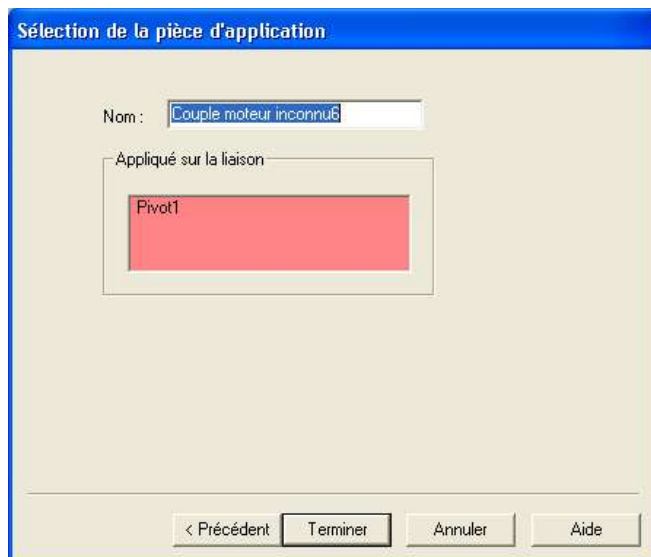 Sélection de la pièce d'application
Nom : Couple moteur inconnu6
Appliqué sur la liaison
Pivot1
< Précédent Terminer Annuler Aide